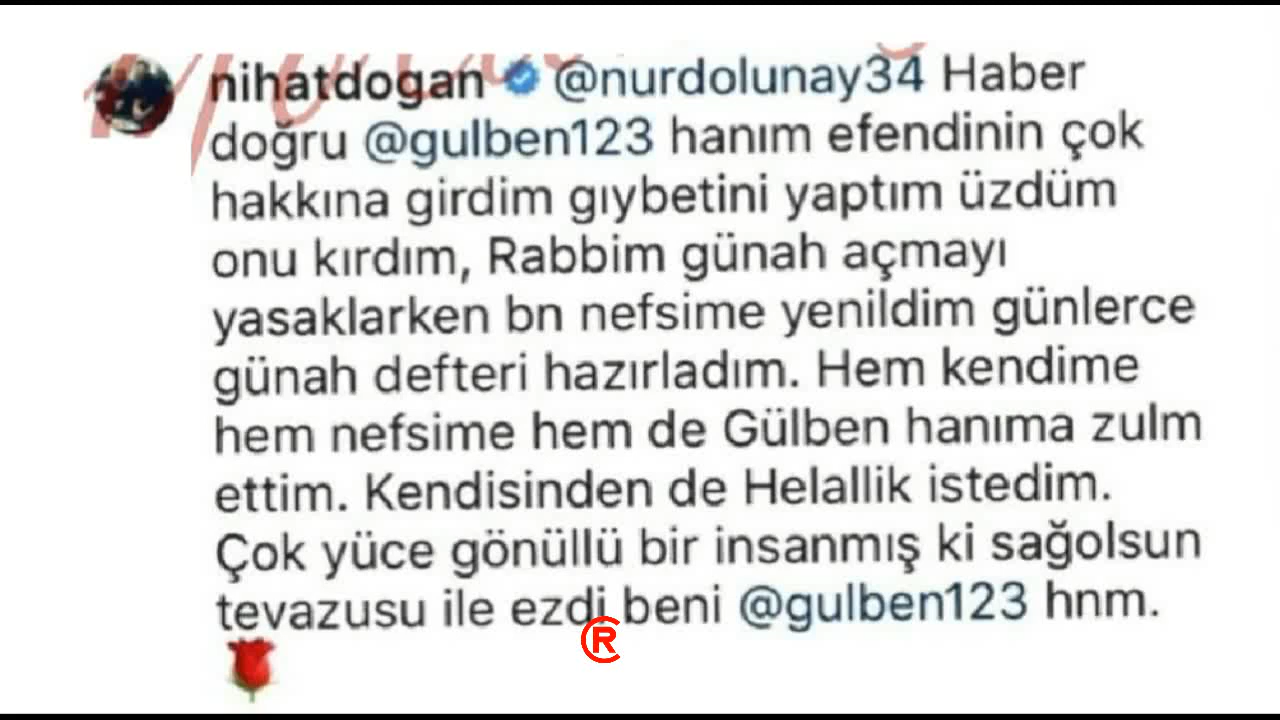 nihatdogan @nurdolunay34 Haber
doğru @gulben123 hanım efendinin çok
hakkına girdim gıybetini yaptım üzdüm
onu kırdım, Rabbim günah açmayı
yasaklarken bn nefsime yenildim günlerce
günah defteri hazırladım. Hem kendime
hem nefsime hem de Gülben hanıma zulm
ettim. Kendisinden de Helallik istedim.
Çok yüce gönüllü bir insanmış ki sağolsun
tevazusu ile ezdi beni @gulben123 hnm.
®